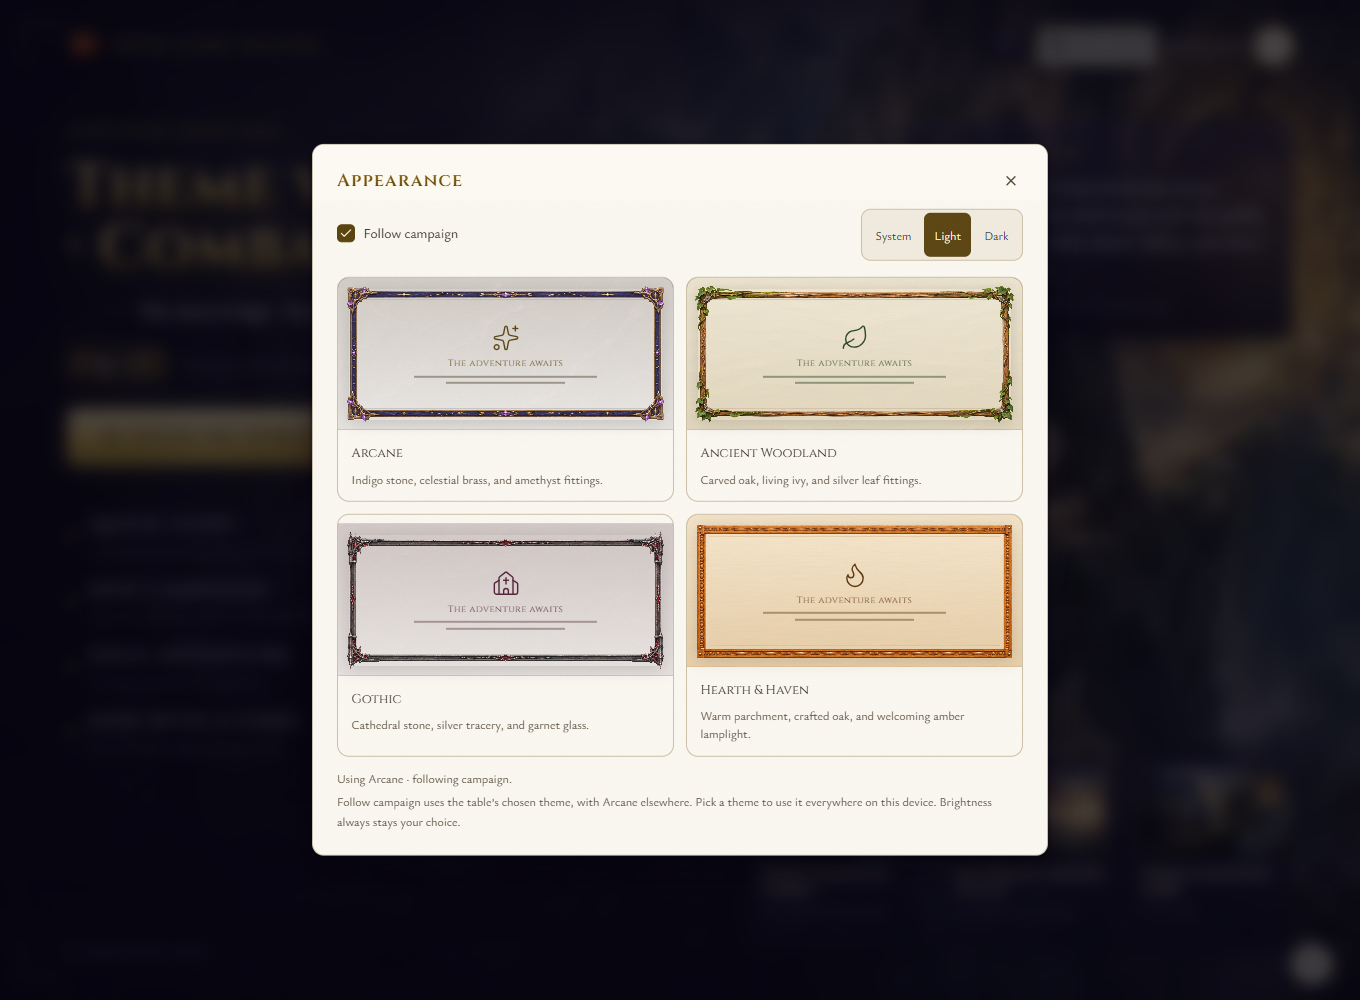 Appearance
Follow campaign
System Light Dark
The adventure awaits
Arcane
Indigo stone, celestial brass, and amethyst fittings.
The adventure awaits
Ancient Woodland
Carved oak, living ivy, and silver leaf fittings.
The adventure awaits
Gothic
Cathedral stone, silver tracery, and garnet glass.
The adventure awaits
Hearth & Haven
Warm parchment, crafted oak, and welcoming amber
lamplight.
Using Arcane · following campaign.
Follow campaign uses the table's chosen theme, with Arcane elsewhere. Pick a theme to use it everywhere on this device. Brightness
always stays your choice.
Theme